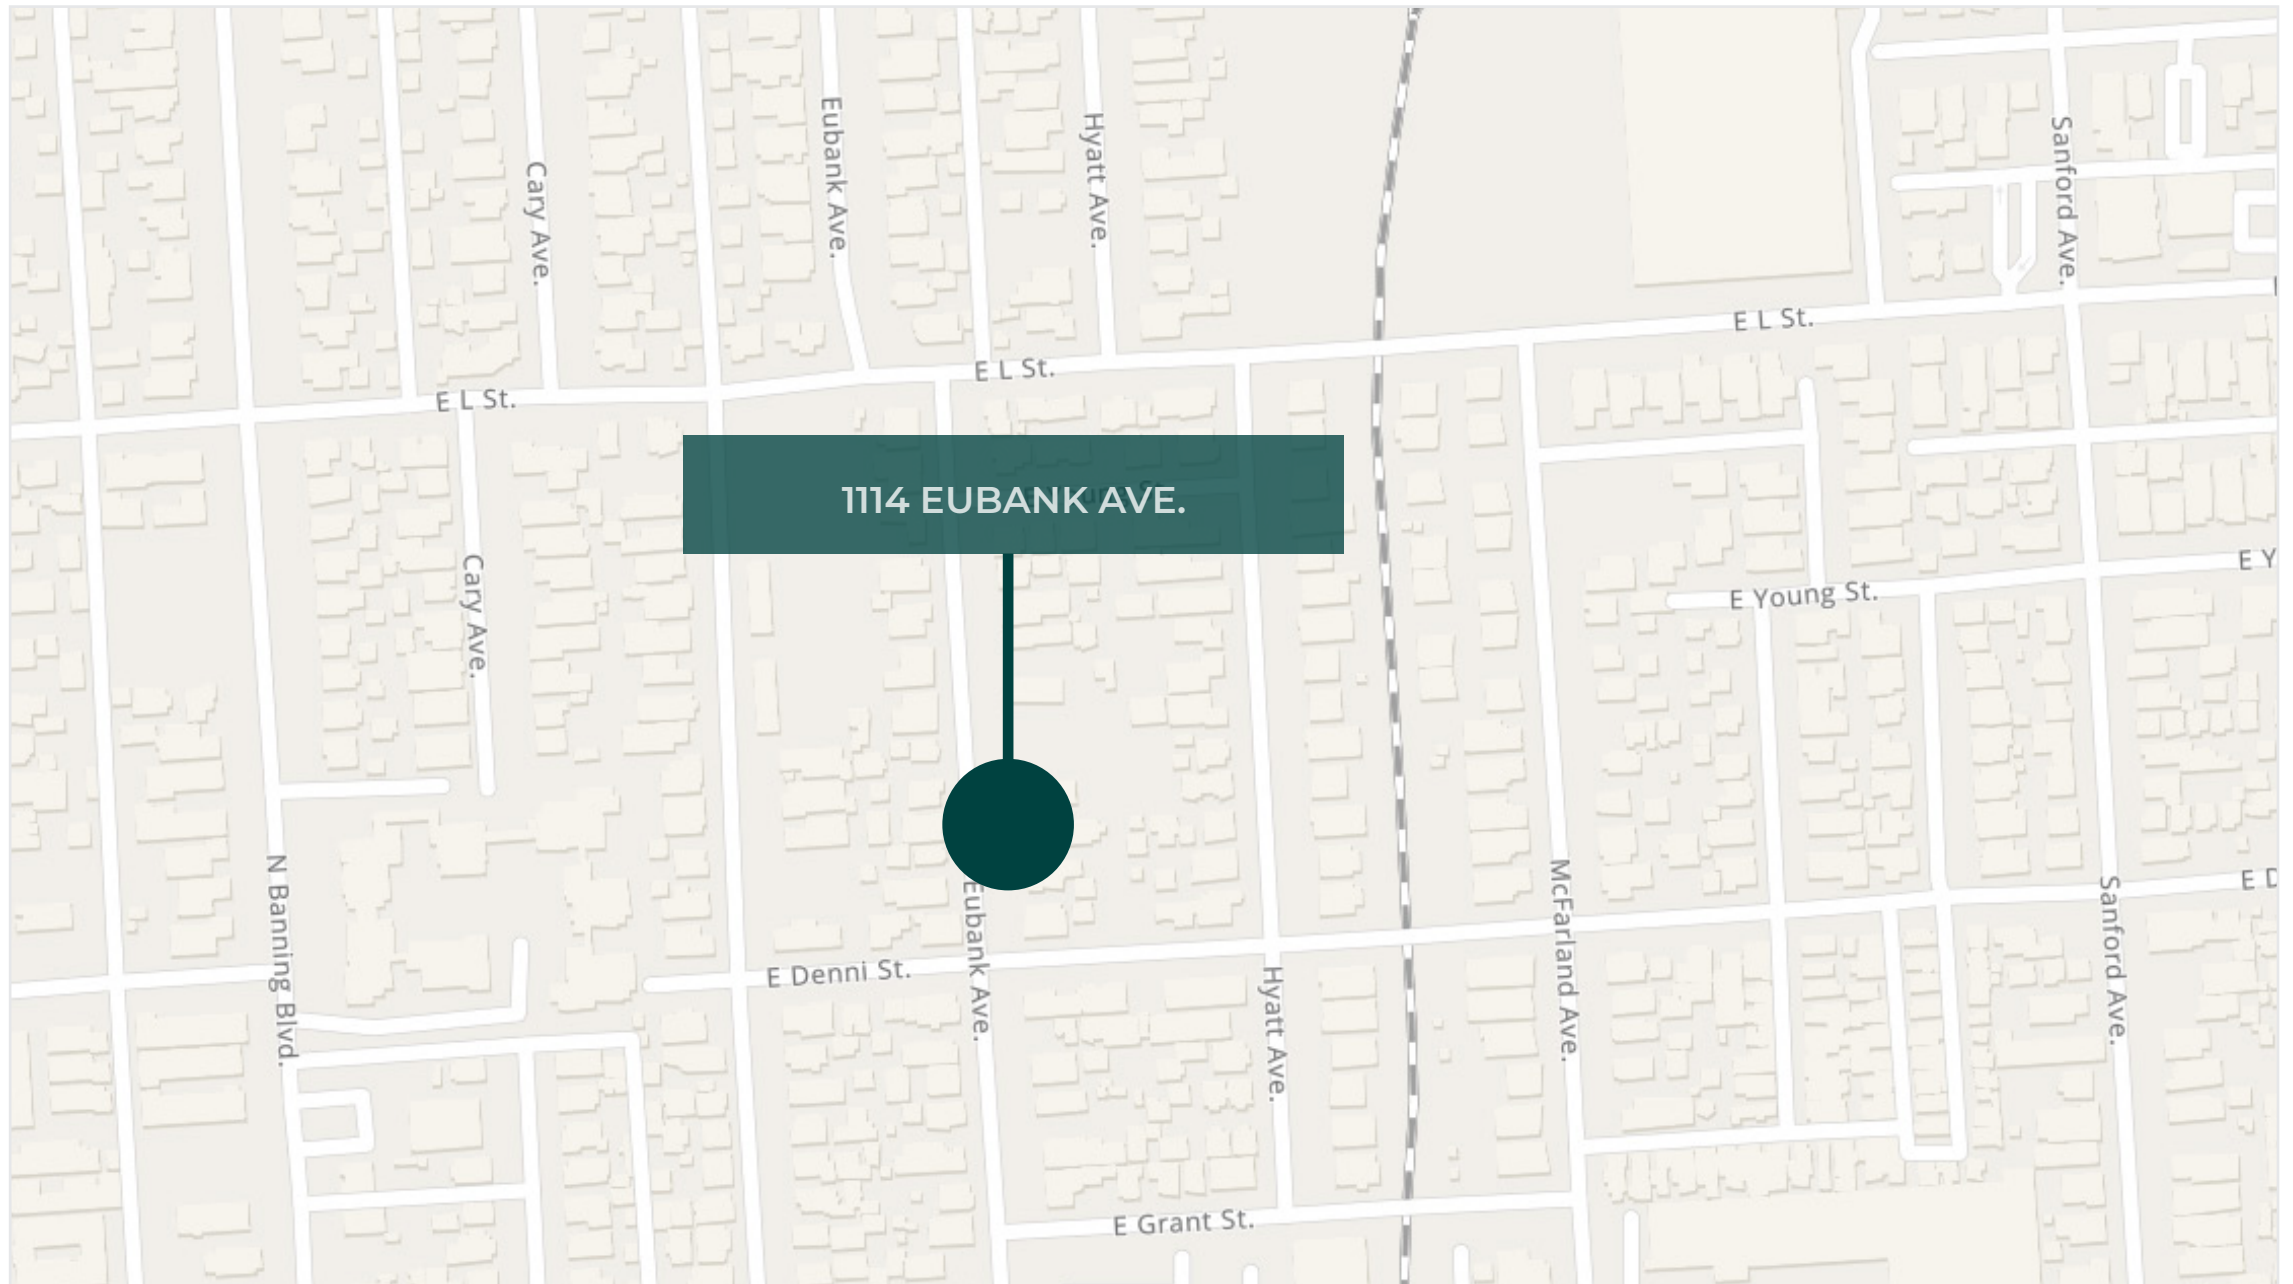 Eubank Ave.
Hyatt Ave.
Sanford Ave.
Cary Ave.
E L St.
E L St.
E L St.
1114 EUBANK AVE.
Cary Ave.
E Young St.
E Y
N Banning Blvd.
Eubank Ave.
McFarland Ave.
Sanford Ave.
E D
E Denni St.
Hyatt Ave.
E Grant St.